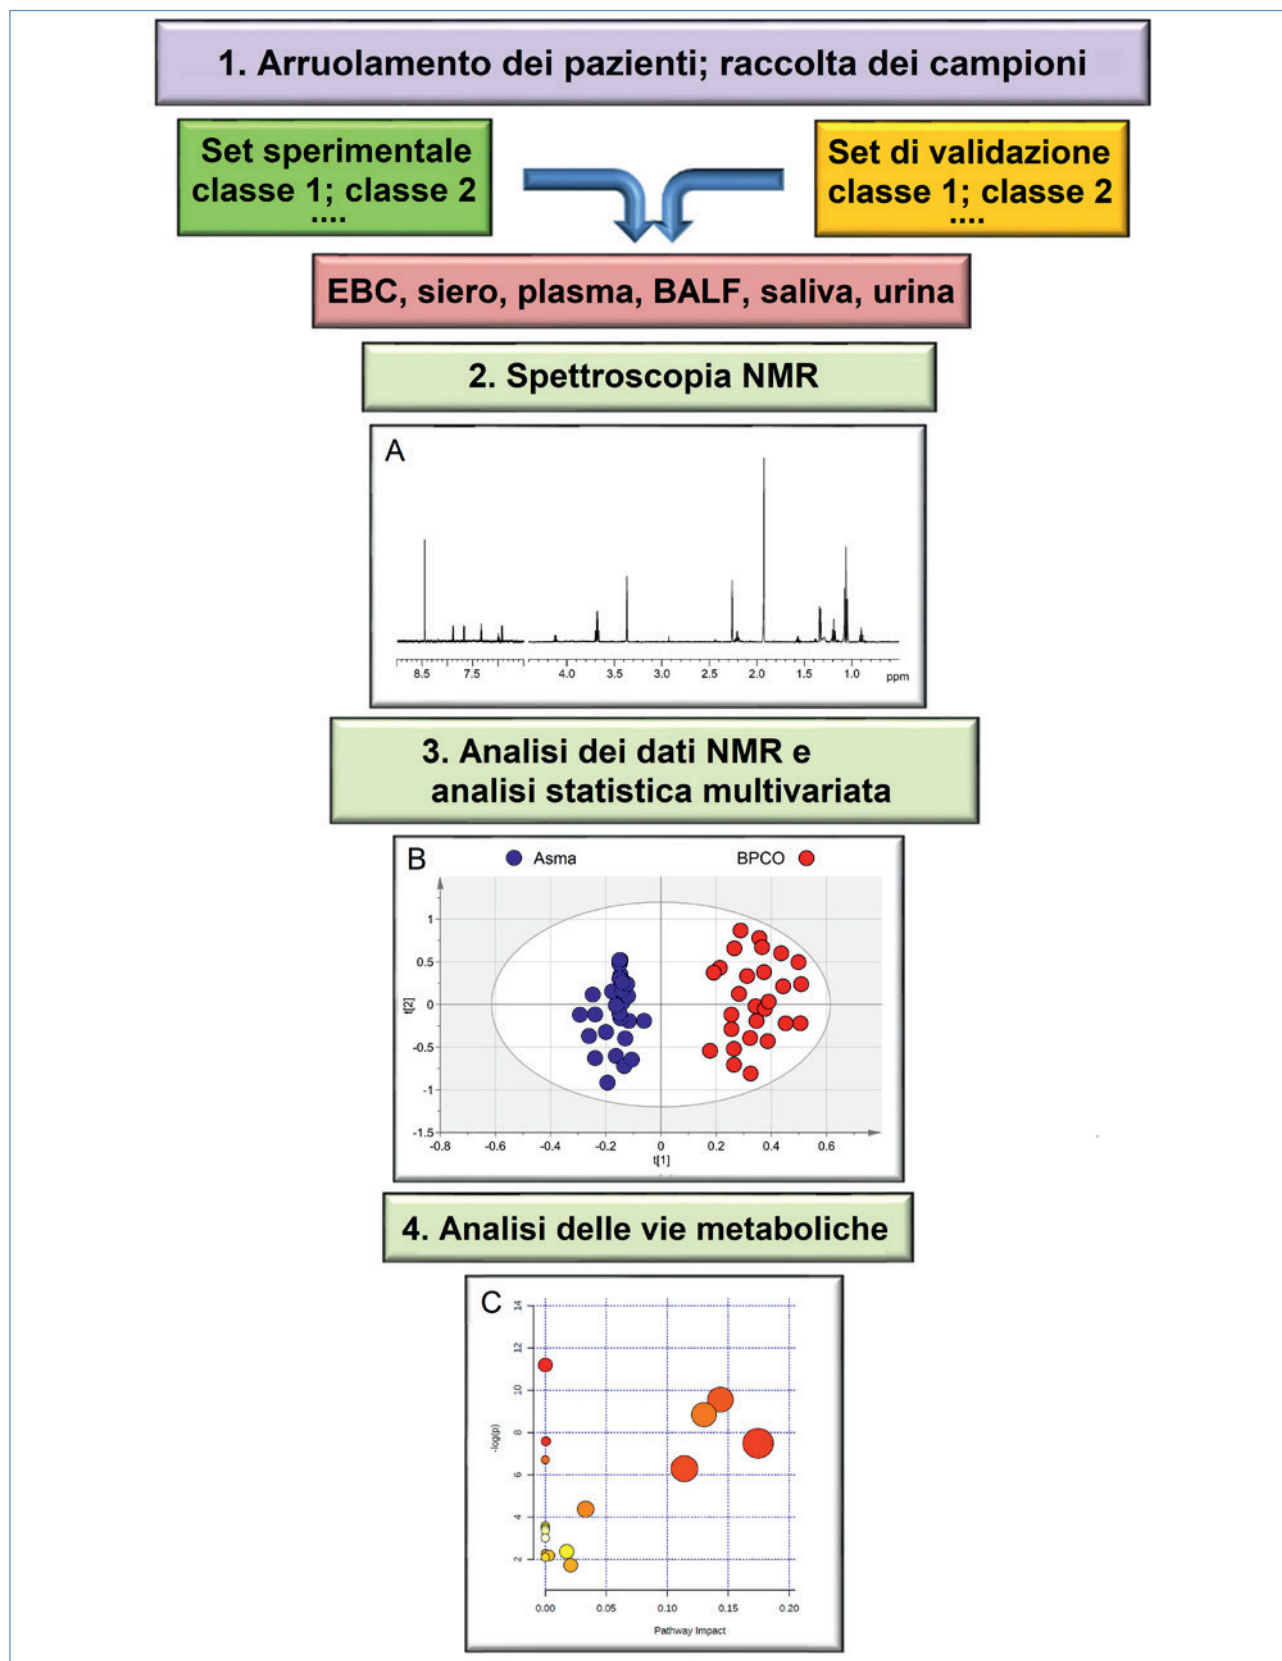 1. Arruolamento dei pazienti; raccolta dei campioni
Set sperimentale
classe 1; classe 2
....
Set di validazione
classe 1; classe 2
....
EBC, siero, plasma, BALF, saliva, urina
2. Spettroscopia NMR
A
8.5 7.5 4.0 3.5 3.0 2.5 2.0 1.5 1.0 ppm
3. Analisi dei dati NMR e
analisi statistica multivariata
B
Asma BPCO
1
0.5
0
-0.5
-1
-1.5
t[2]
-0.8 -0.6 -0.4 -0.2 0 0.2 0.4 0.6
t[1]
4. Analisi delle vie metaboliche
C
14
12
10
8
6
4
2
-log(p)
0.00 0.05 0.10 0.15 0.20
Pathway Impact